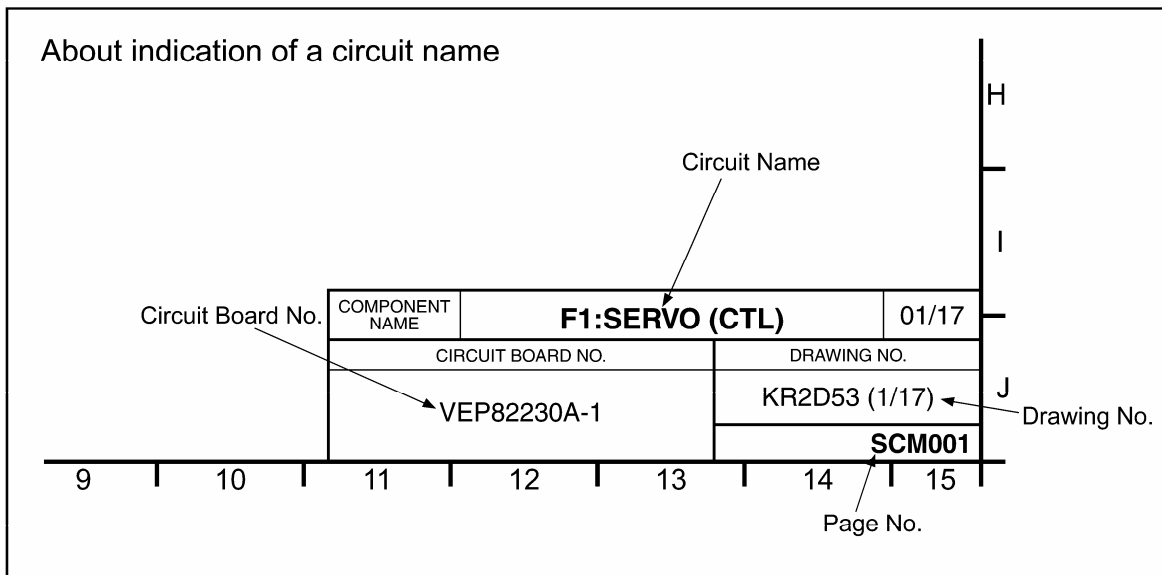 About indication of a circuit name
H
Circuit Name
I
Circuit Board No.
COMPONENT
NAME
F1:SERVO (CTL)
01/17
CIRCUIT BOARD NO.
DRAWING NO.
J
VEP82230A-1
KR2D53 (1/17)
Drawing No.
SCM001
9 10 11 12 13 14 15
Page No.